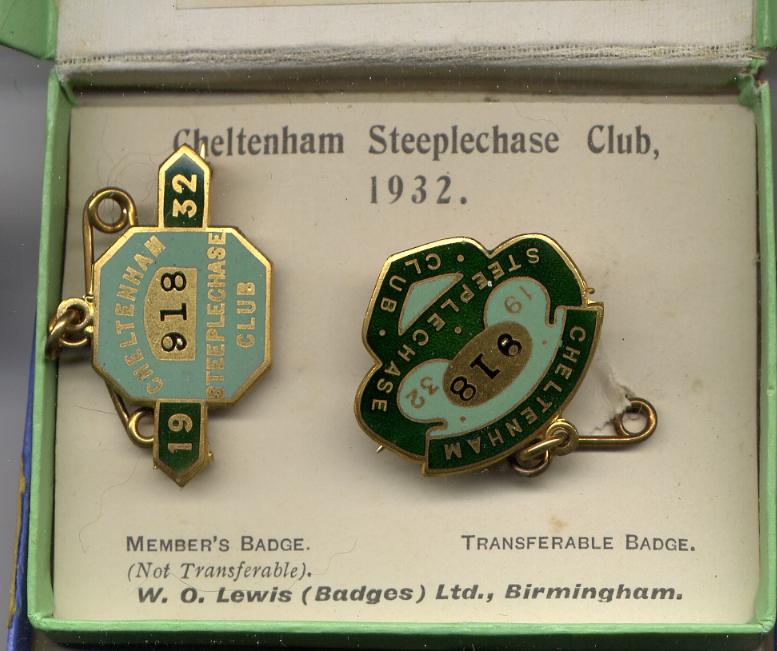 Cheltenham Steeplechase Club,
1932.
32
CHELTENHAM
918
STEEPLECHASE
CLUB
19
CLUB · STEEPLECHASE ·
STEEPLECHASE
19
918
32
CHELTENHAM
MEMBER'S BADGE.
(Not Transferable).
TRANSFERABLE BADGE.
W. O. Lewis (Badges) Ltd., Birmingham.